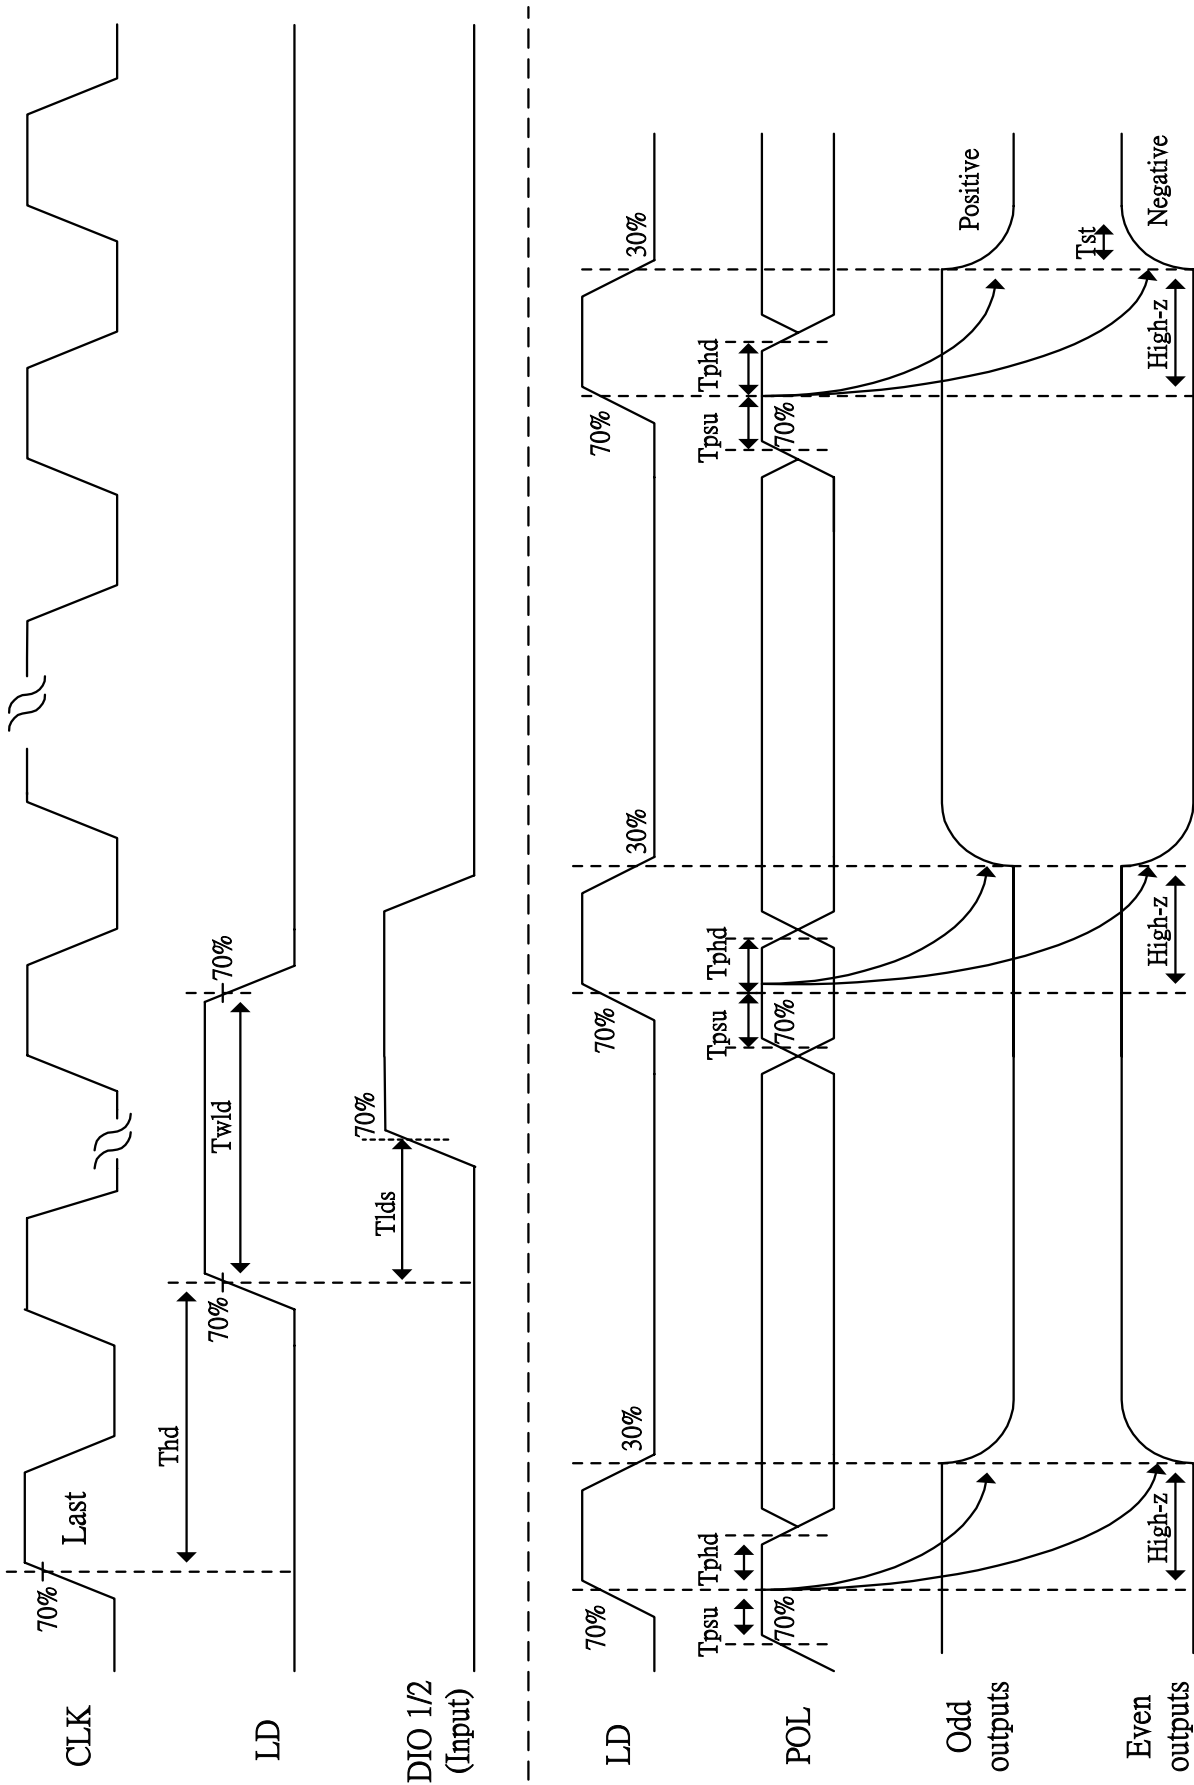 CLK
70%
Last
Thd
LD
70%
Twld
70%
DIO 1/2
(Input)
Tlds
70%
LD
70%
30%
70%
30%
70%
30%
POL
Tpsu
Tphd
70%
Tpsu
Tphd
70%
Tpsu
Tphd
70%
Odd
outputs
Positive
Even
outputs
High-z
High-z
High-z
Tst
Negative